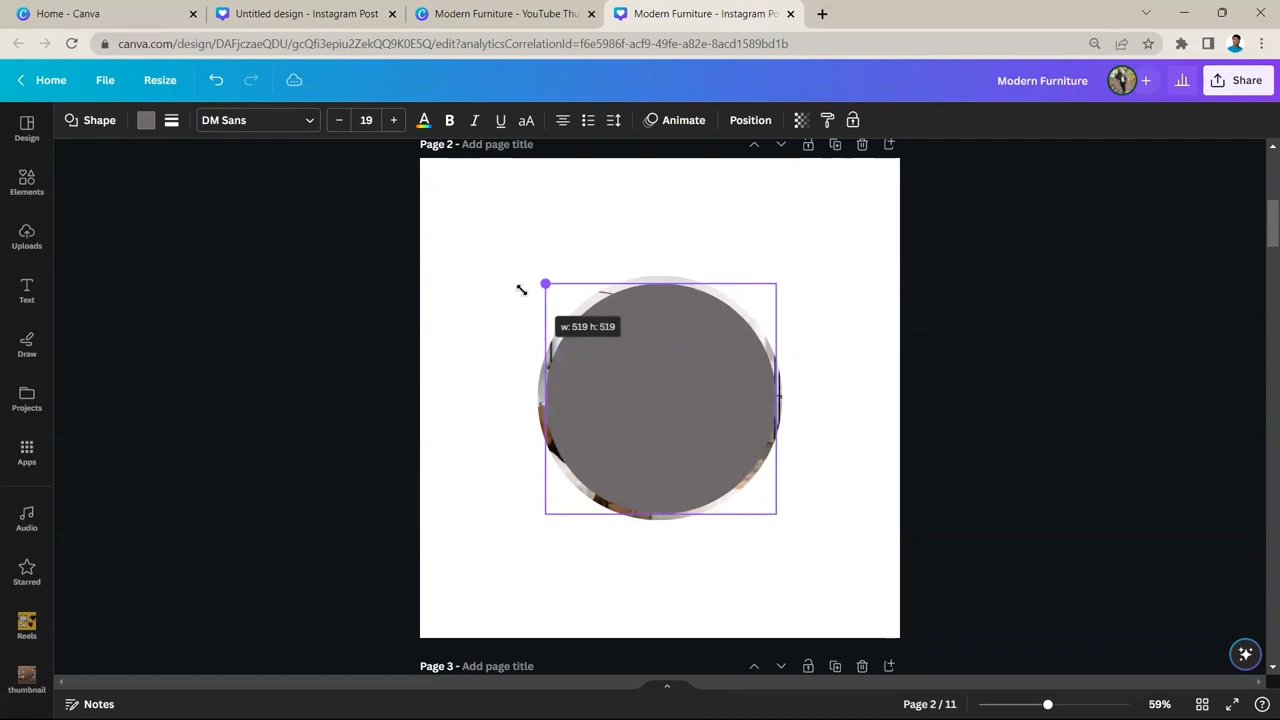 Home - Canva
Untitled design - Instagram Post
Modern Furniture - YouTube Thu
Modern Furniture - Instagram Po
canva.com/design/DAFjczaeQDU/gcQfi3epiu2ZekQQ9K0E5Q/edit?analyticsCorrelationId=f6e5986f-acf9-49fe-a82e-8acd1589bd1b
Home File Resize Modern Furniture + Share
Shape DM Sans − 19 + A B I U aA Animate Position
Design
Elements
Uploads
Text
Draw
Projects
Apps
Audio
Starred
Reels
thumbnail
Page 2 - Add page title
w: 519 h: 519
Page 3 - Add page title
Notes Page 2 / 11 59%